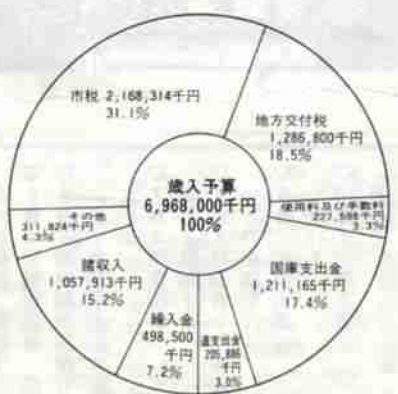 市税 2,168,314千円
31.1%
地方交付税
1,286,800千円
18.5%
歳入予算
6,968,000千円
100%
使用料及び手数料
227,598千円
3.3%
国庫支出金
1,211,165千円
17.4%
道支出金
205,886
千円
3.0%
繰入金
498,500
千円
7.2%
諸収入
1,057,913千円
15.2%
その他
311,824千円
4.3%